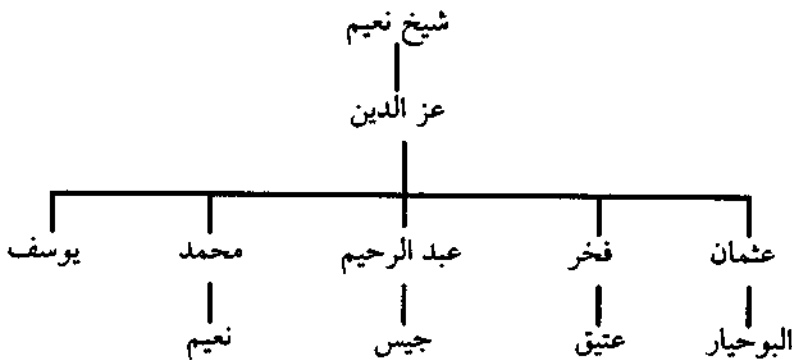 شيخ نعيم
عز الدين
عثمان فخر عبد الرحيم محمد يوسف
البوحيار عتيق جيس نعيم